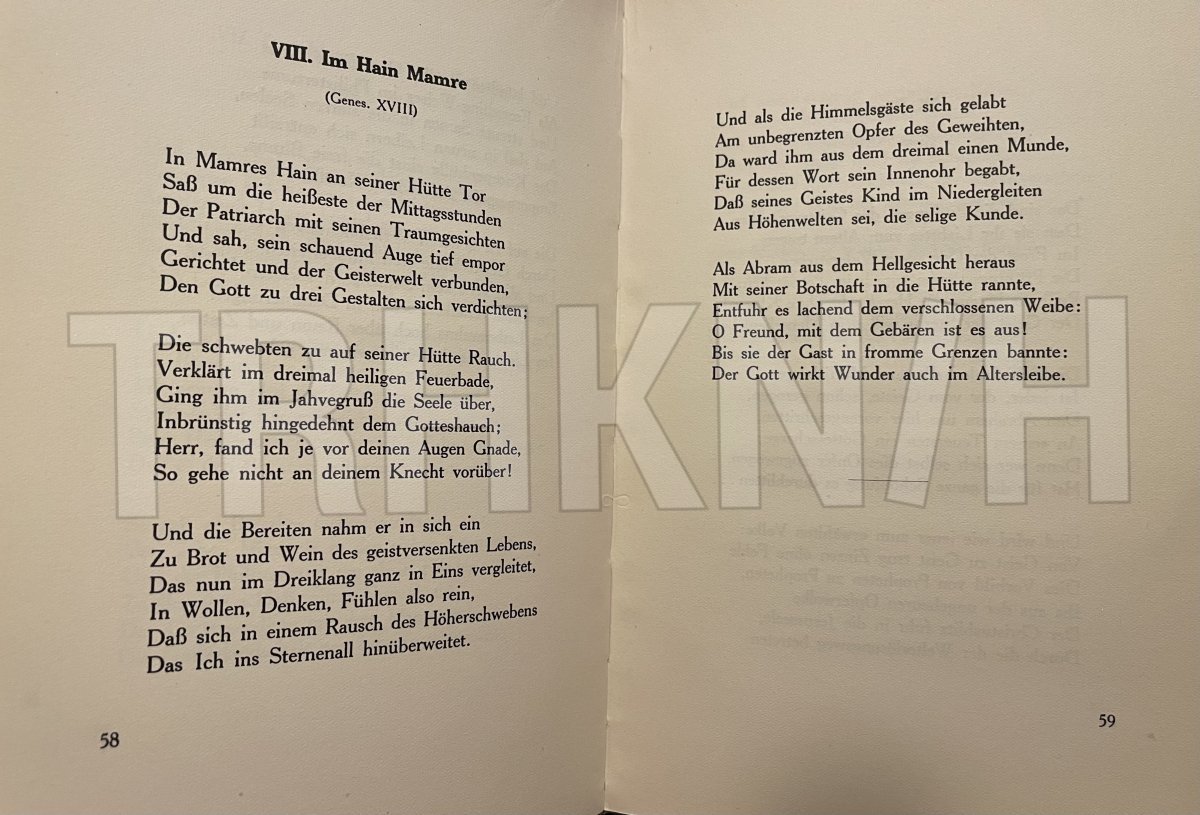 VIII. Im Hain Mamre
(Genes. XVIII)
In Mamres Hain an seiner Hütte Tor
Saß um die heißeste der Mittagsstunden
Der Patriarch mit seinen Traumgesichten
Und sah, sein schauend Auge tief empor
Gerichtet und der Geisterwelt verbunden,
Den Gott zu drei Gestalten sich verdichten;
Die schwebten zu auf seiner Hütte Rauch.
Verklärt im dreimal heiligen Feuerbade,
Ging ihm im Jahvegruß die Seele über,
Inbrünstig hingedehnt dem Gotteshauch;
Herr, fand ich je vor deinen Augen Gnade,
So gehe nicht an deinem Knecht vorüber!
Und die Bereiten nahm er in sich ein
Zu Brot und Wein des geistversenkten Lebens,
Das nun im Dreiklang ganz in Eins vergleitet,
In Wollen, Denken, Fühlen also rein,
Daß sich in einem Rausch des Höherschwebens
Das Ich ins Sternenall hinüberweitet.
58
Und als die Himmelsgäste sich gelabt
Am unbegrenzten Opfer des Geweihten,
Da ward ihm aus dem dreimal einen Munde,
Für dessen Wort sein Innenohr begabt,
Daß seines Geistes Kind im Niedergleiten
Aus Höhenwelten sei, die selige Kunde.
Als Abram aus dem Hellgesicht heraus
Mit seiner Botschaft in die Hütte rannte,
Entfuhr es lachend dem verschlossenen Weibe:
O Freund, mit dem Gebären ist es aus!
Bis sie der Gast in fromme Grenzen bannte:
Der Gott wirkt Wunder auch im Altersleibe.
59
TRHKN/H